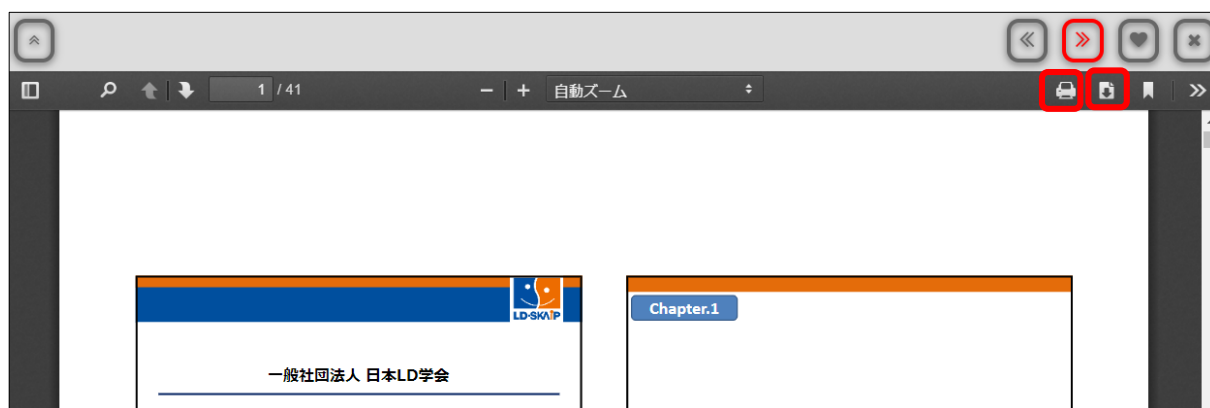 1 / 41
自動ズーム
LD-SKAIP
Chapter.1
一般社団法人 日本LD学会